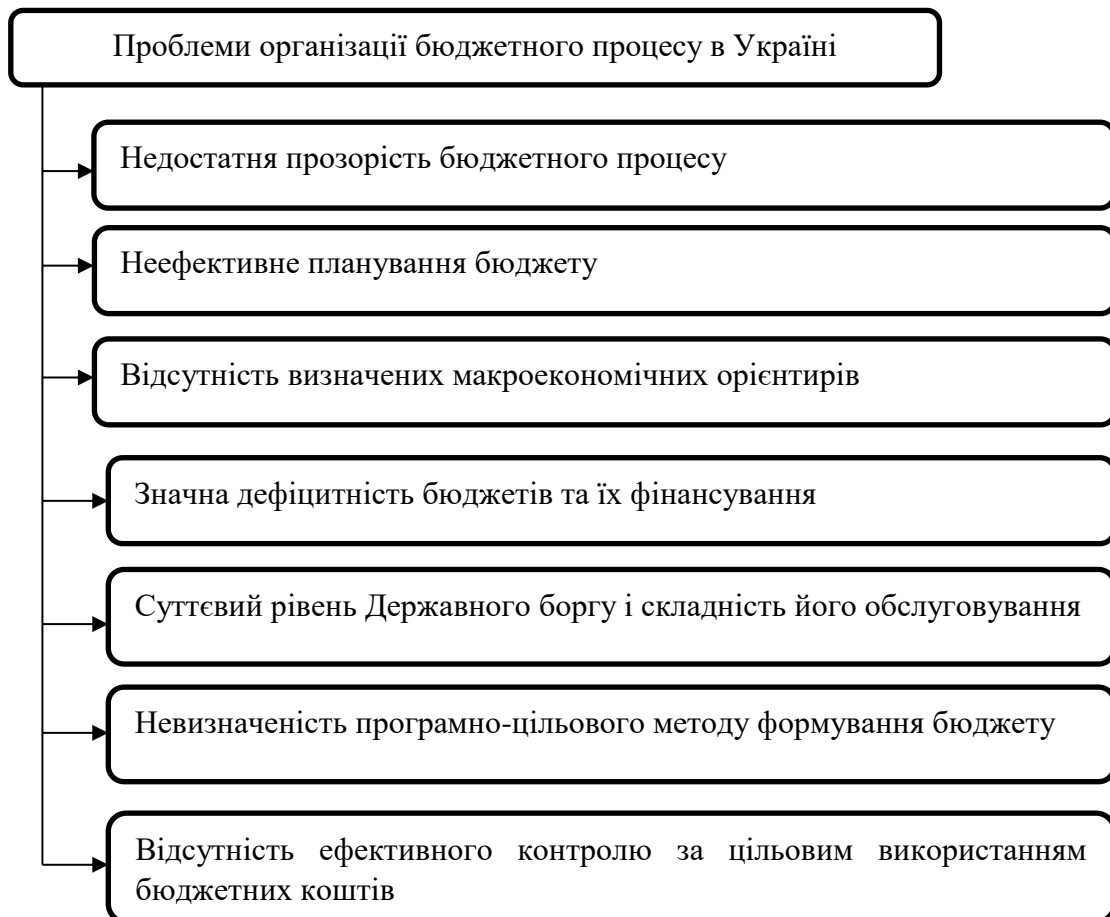 Проблеми організації бюджетного процесу в Україні
Недостатня прозорість бюджетного процесу
Неефективне планування бюджету
Відсутність визначених макроекономічних орієнтирів
Значна дефіцитність бюджетів та їх фінансування
Суттєвий рівень Державного боргу і складність його обслуговування
Невизначеність програмно-цільового методу формування бюджету
Відсутність ефективного контролю за цільовим використанням
бюджетних коштів